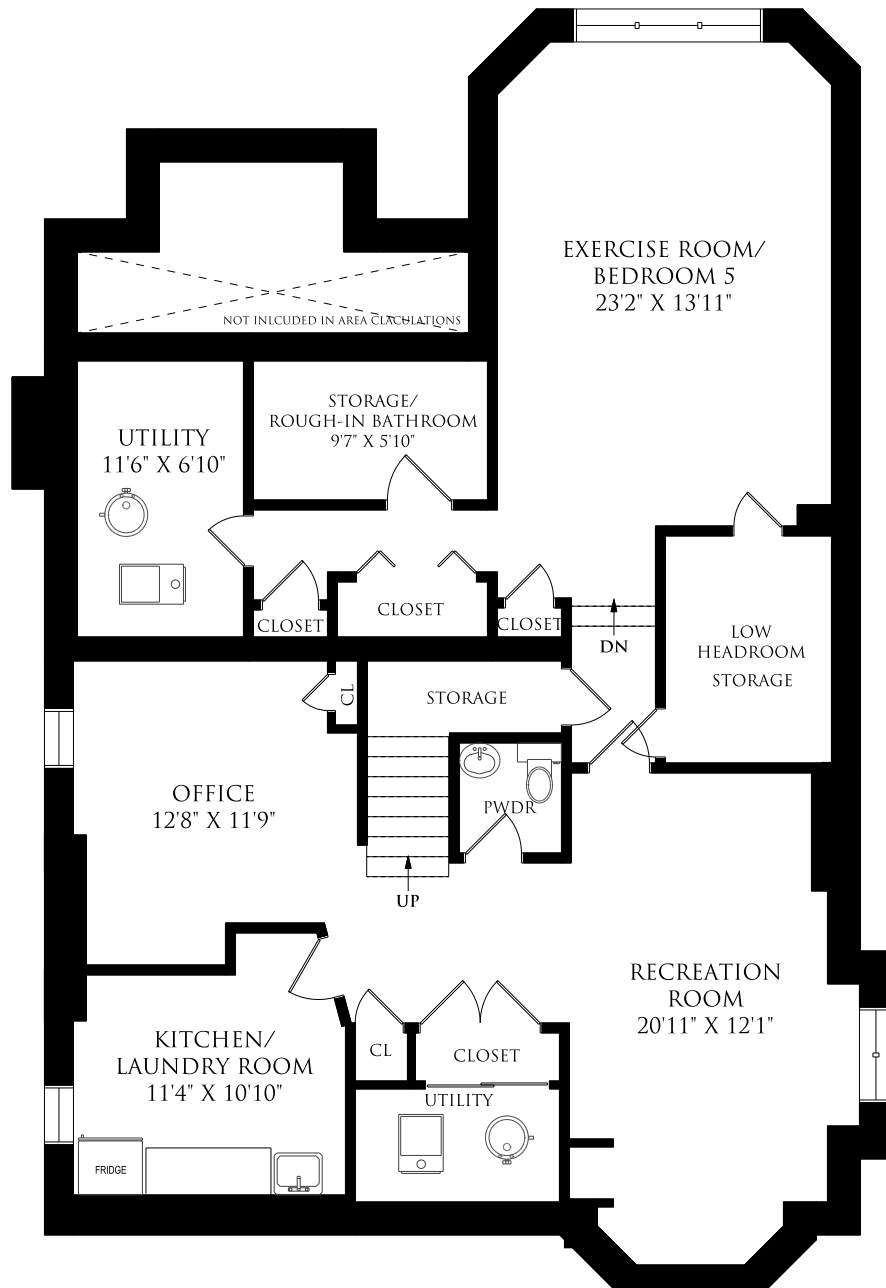 EXERCISE ROOM/
BEDROOM 5
23'2" X 13'11"
NOT INLCUDED IN AREA CLACULATIONS
STORAGE/
ROUGH-IN BATHROOM
9'7" X 5'10"
UTILITY
11'6" X 6'10"
CLOSET
CLOSET
CLOSET
DN
LOW
HEADROOM
STORAGE
CL
STORAGE
OFFICE
12'8" X 11'9"
PWDR
UP
RECREATION
ROOM
20'11" X 12'1"
KITCHEN/
LAUNDRY ROOM
11'4" X 10'10"
CL
CLOSET
UTILITY
FRIDGE